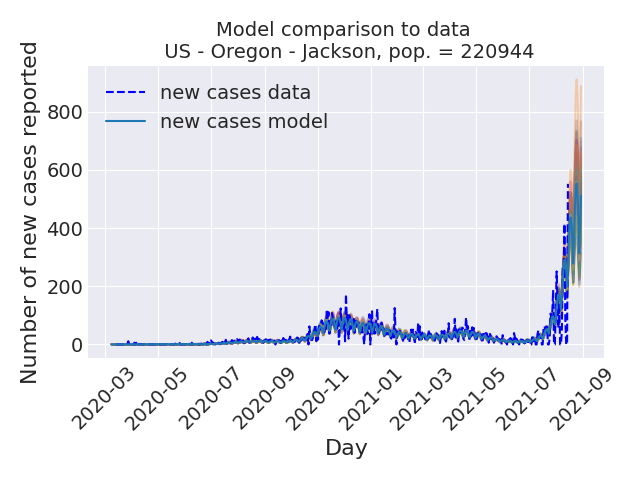 Model comparison to data
US - Oregon - Jackson, pop. = 220944
Number of new cases reported
new cases data
new cases model
800
600
400
200
0
2020-03
2020-05
2020-07
2020-09
2020-11
2021-01
2021-03
2021-05
2021-07
2021-09
Day